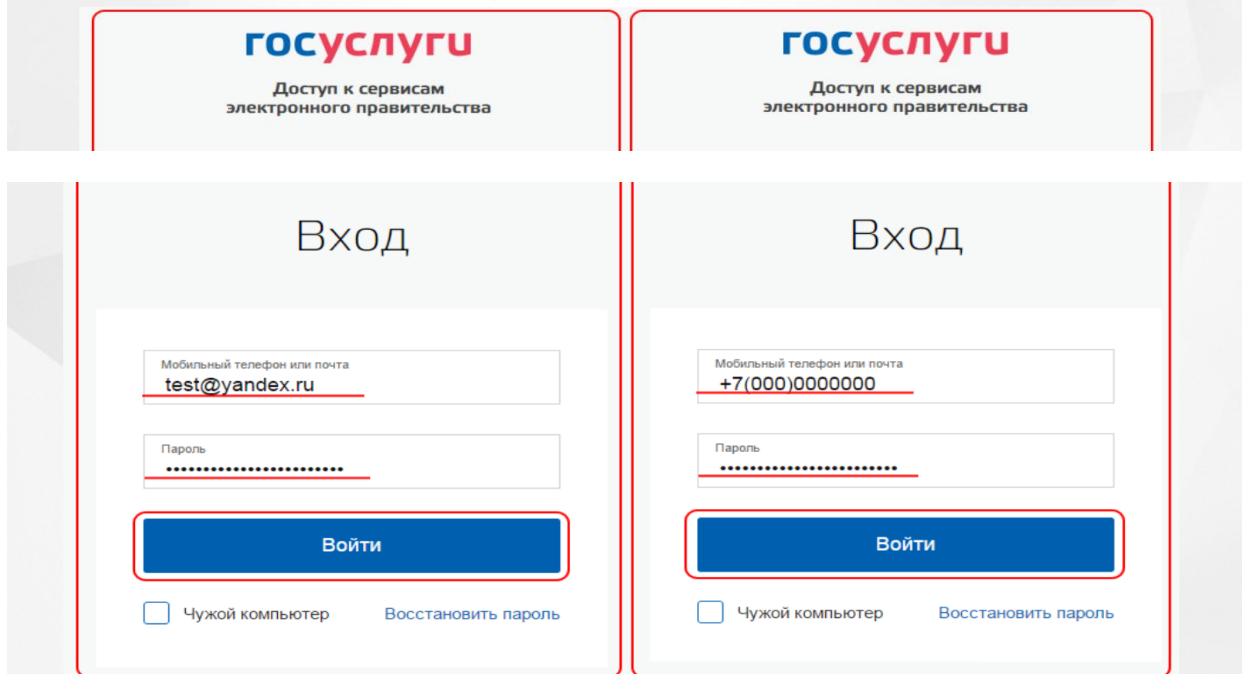 госуслуги
Доступ к сервисам
электронного правительства
госуслуги
Доступ к сервисам
электронного правительства
Вход
Мобильный телефон или почта
test@yandex.ru
Пароль
••••••••••••••••••••••••
Войти
Чужой компьютер
Восстановить пароль
Вход
Мобильный телефон или почта
+7(000)0000000
Пароль
••••••••••••••••••••••••
Войти
Чужой компьютер
Восстановить пароль